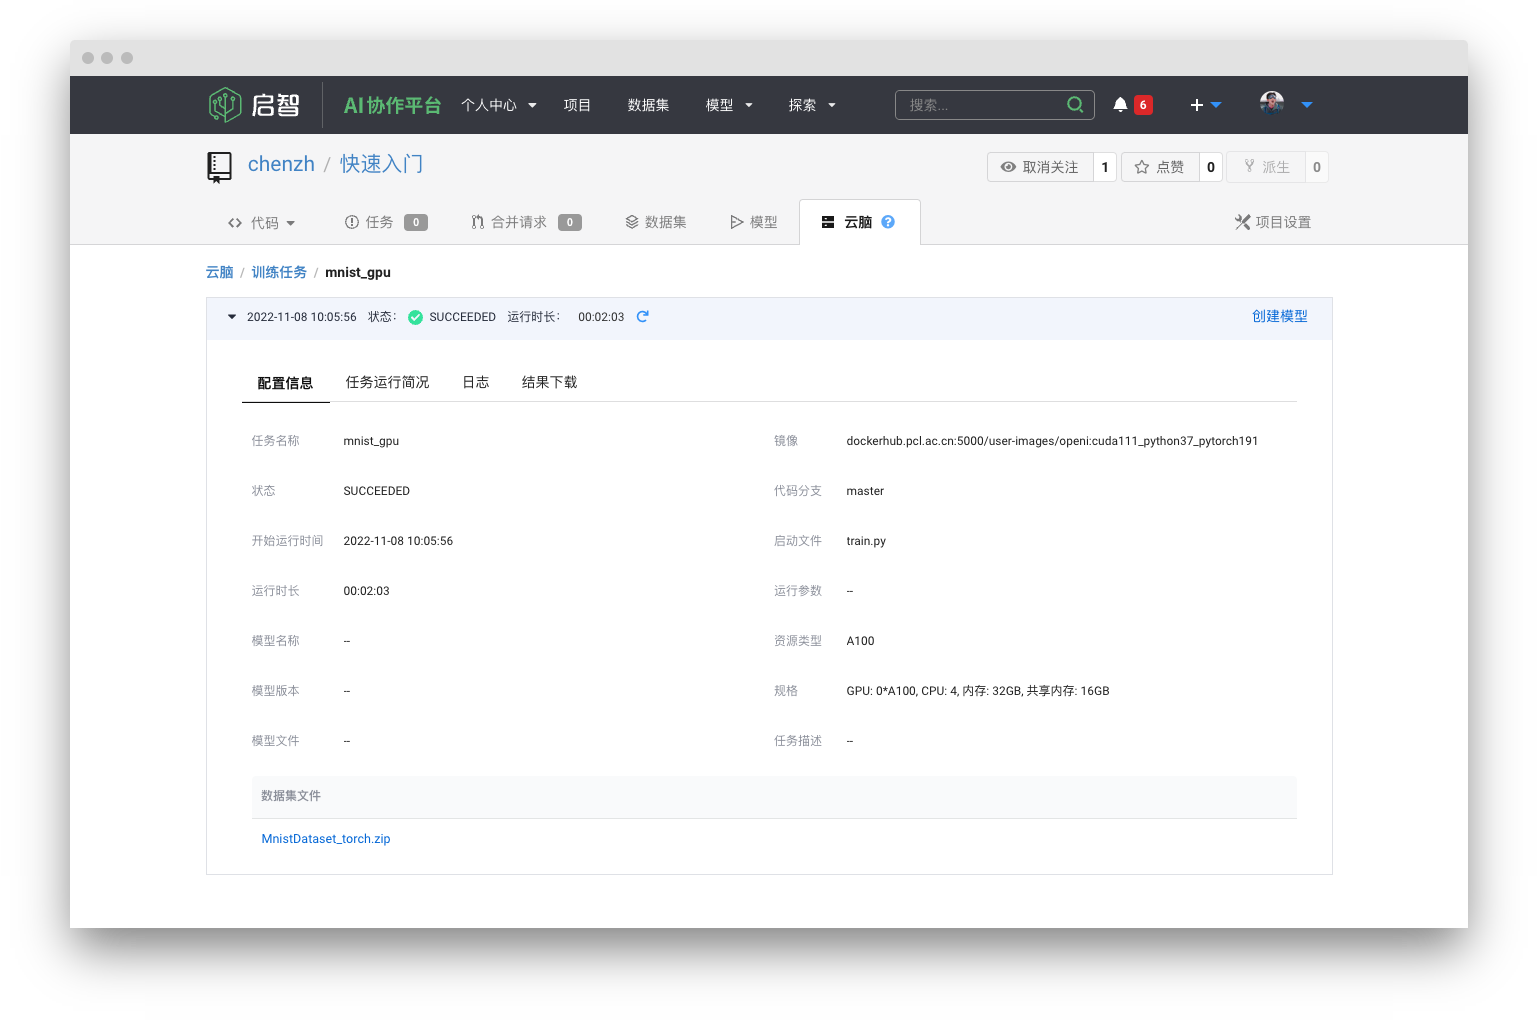 启智 AI协作平台 个人中心 项目 数据集 模型 探索 搜索... 6
chenzh / 快速入门 取消关注 1 点赞 0 派生 0
代码 任务 0 合并请求 0 数据集 模型 云脑 ? 项目设置
云脑 / 训练任务 / mnist_gpu
2022-11-08 10:05:56 状态: SUCCEEDED 运行时长: 00:02:03 创建模型
配置信息 任务运行简况 日志 结果下载
任务名称 mnist_gpu 镜像 dockerhub.pcl.ac.cn:5000/user-images/openi:cuda111_python37_pytorch191
状态 SUCCEEDED 代码分支 master
开始运行时间 2022-11-08 10:05:56 启动文件 train.py
运行时长 00:02:03 运行参数 --
模型名称 -- 资源类型 A100
模型版本 -- 规格 GPU: 0*A100, CPU: 4, 内存: 32GB, 共享内存: 16GB
模型文件 -- 任务描述 --
数据集文件
MnistDataset_torch.zip